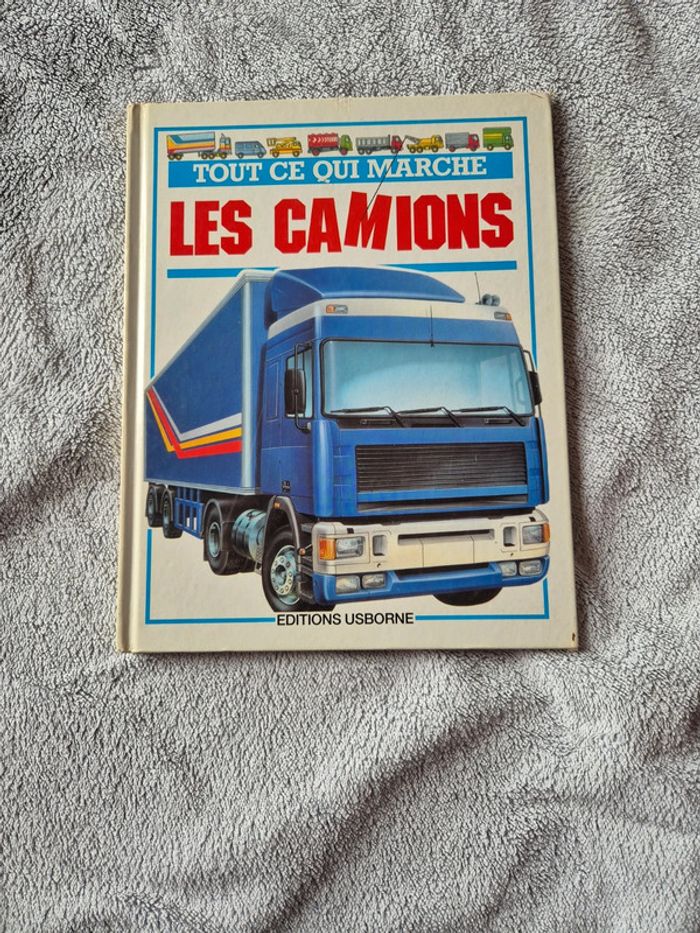 TOUT CE QUI MARCHE
LES CAMIONS
EDITIONS USBORNE